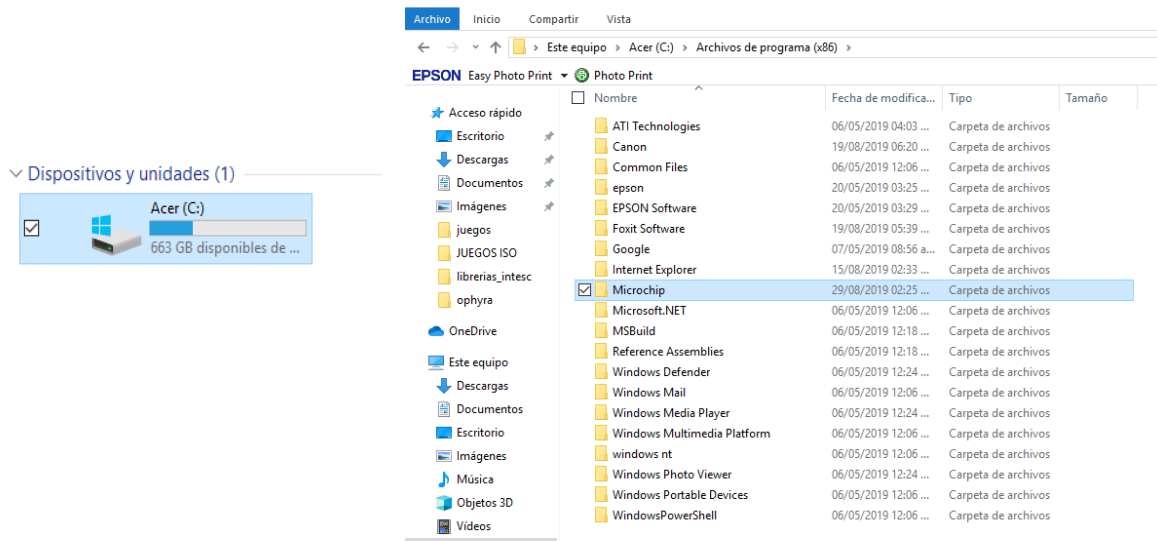 Dispositivos y unidades (1)
Acer (C:)
663 GB disponibles de ...
Archivo Inicio Compartir Vista
Este equipo > Acer (C:) > Archivos de programa (x86) >
EPSON Easy Photo Print Photo Print
Acceso rápido
Escritorio
Descargas
Documentos
Imágenes
juegos
JUEGOS ISO
librerias_intesc
ophyra
OneDrive
Este equipo
Descargas
Documentos
Escritorio
Imágenes
Música
Objetos 3D
Vídeos
Nombre Fecha de modifica... Tipo Tamaño
ATI Technologies 06/05/2019 04:03 ... Carpeta de archivos
Canon 19/08/2019 06:20 ... Carpeta de archivos
Common Files 06/05/2019 12:06 ... Carpeta de archivos
epson 20/05/2019 03:25 ... Carpeta de archivos
EPSON Software 20/05/2019 03:29 ... Carpeta de archivos
Foxit Software 19/08/2019 05:39 ... Carpeta de archivos
Google 07/05/2019 08:56 a... Carpeta de archivos
Internet Explorer 15/08/2019 02:33 ... Carpeta de archivos
Microchip 29/08/2019 02:25 ... Carpeta de archivos
Microsoft.NET 06/05/2019 12:06 ... Carpeta de archivos
MSBuild 06/05/2019 12:18 ... Carpeta de archivos
Reference Assemblies 06/05/2019 12:18 ... Carpeta de archivos
Windows Defender 06/05/2019 12:24 ... Carpeta de archivos
Windows Mail 06/05/2019 12:06 ... Carpeta de archivos
Windows Media Player 06/05/2019 12:24 ... Carpeta de archivos
Windows Multimedia Platform 06/05/2019 12:06 ... Carpeta de archivos
windows nt 06/05/2019 12:06 ... Carpeta de archivos
Windows Photo Viewer 06/05/2019 12:24 ... Carpeta de archivos
Windows Portable Devices 06/05/2019 12:06 ... Carpeta de archivos
WindowsPowerShell 06/05/2019 12:06 ... Carpeta de archivos